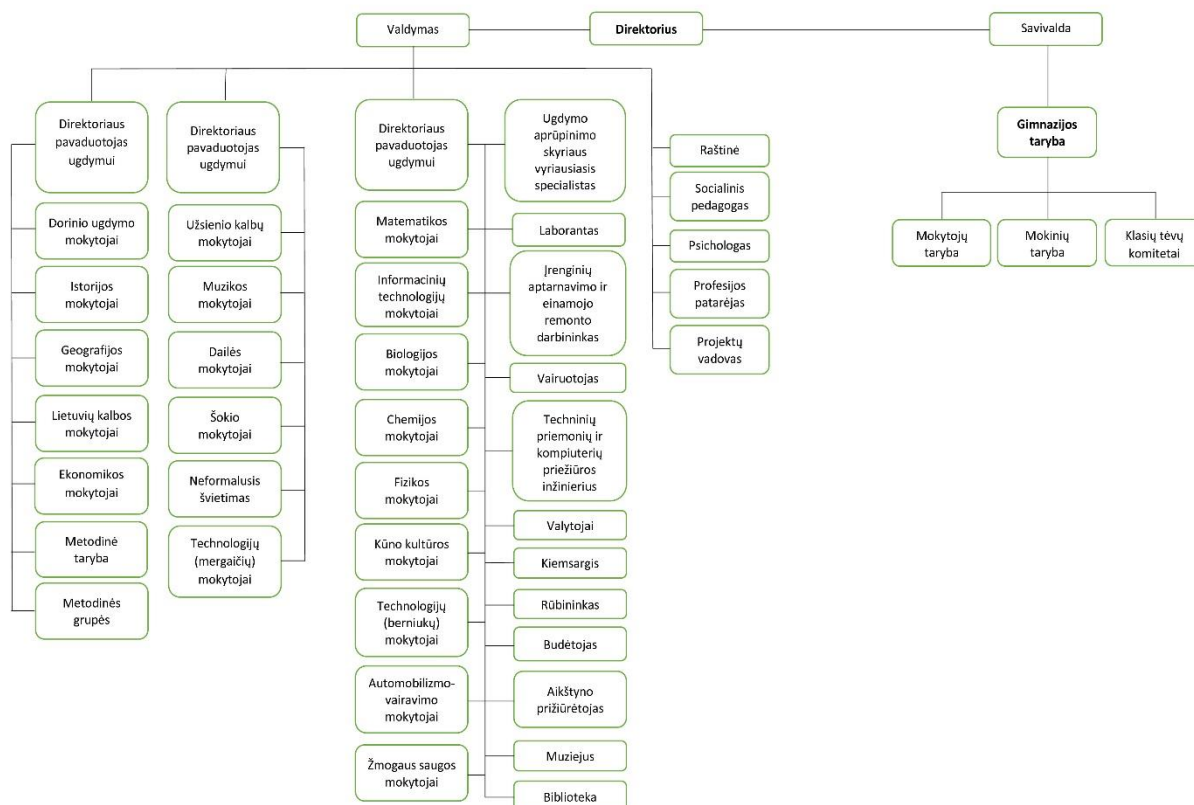 Valdymas
Direktorius
Savivalda
Direktoriaus
pavaduotojas
ugdymui
Dorinio ugdymo
mokytojai
Istorijos
mokytojai
Geografijos
mokytojai
Lietuvių kalbos
mokytojai
Ekonomikos
mokytojai
Metodinė
taryba
Metodinės
grupės
Direktoriaus
pavaduotojas
ugdymui
Užsienio kalbų
mokytojai
Muzikos
mokytojai
Dailės
mokytojai
Šokio
mokytojai
Neformalusis
švietimas
Technologijų
(mergaičių)
mokytojai
Direktoriaus
pavaduotojas
ugdymui
Matematikos
mokytojai
Informacinių
technologijų
mokytojai
Biologijos
mokytojai
Chemijos
mokytojai
Fizikos
mokytojai
Kūno kultūros
mokytojai
Technologijų
(berniukų)
mokytojai
Automobilizmo-
vairavimo
mokytojai
Žmogaus saugos
mokytojai
Ugdymo
aprūpinimo
skyriaus
vyriausiasis
specialistas
Laborantas
Įrenginių
aptarnavimo ir
einamojo
remonto
darbininkas
Vairuotojas
Techninių
priemonių ir
kompiuterių
priežiūros
inžinierius
Valytojai
Kiemsargis
Rūbininkas
Budėtojas
Aikštyno
prižiūrėtojas
Muziejus
Biblioteka
Raštinė
Socialinis
pedagogas
Psichologas
Profesijos
patarėjas
Projektų
vadovas
Gimnazijos
taryba
Mokytojų
taryba
Mokinių
taryba
Klasių tėvų
komitetai